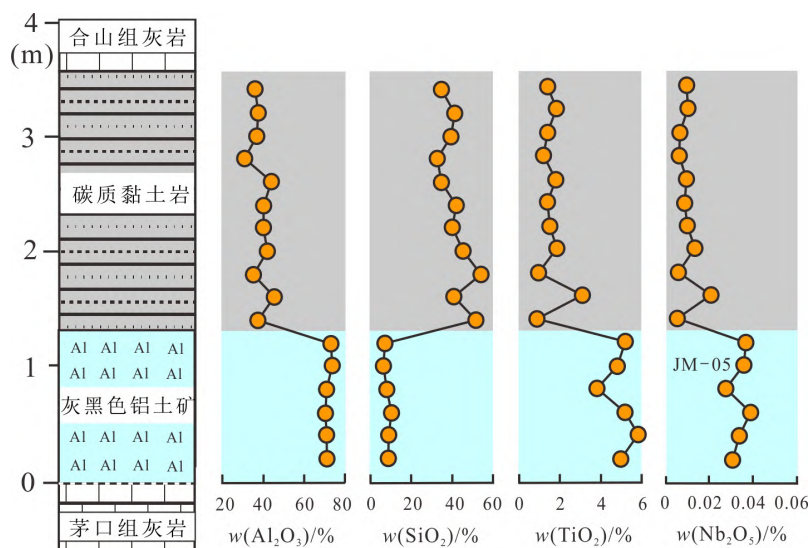 4
(m)
3
2
1
0
合山组灰岩
碳质黏土岩
Al Al Al Al
Al Al Al Al
灰黑色铝土矿
Al Al Al Al
Al Al Al Al
茅口组灰岩
JM-05
20 40 60 80
0 20 40 60
0 2 4 6
0 0.02 0.04 0.06
w(Al₂O₃)/%
w(SiO₂)/%
w(TiO₂)/%
w(Nb₂O₅)/%